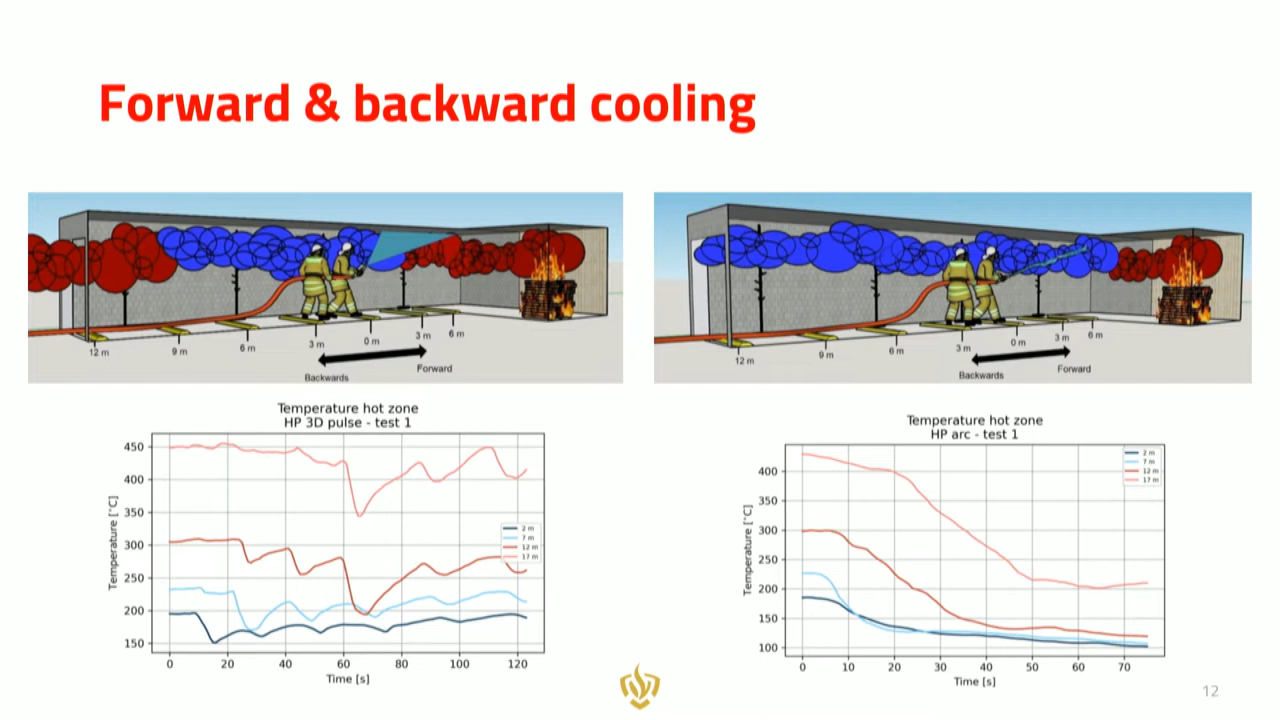 Forward & backward cooling
12 m
9 m
6 m
3 m
0 m
3 m
6 m
Backwards
Forward
12 m
9 m
6 m
3 m
0 m
3 m
6 m
Backwards
Forward
Temperature hot zone
HP 3D pulse - test 1
Temperature [°C]
450
400
350
300
250
200
150
2 m
7 m
12 m
17 m
0 20 40 60 80 100 120
Time [s]
Temperature hot zone
HP arc - test 1
Temperature [°C]
400
350
300
250
200
150
100
2 m
7 m
12 m
17 m
0 10 20 30 40 50 60 70
Time [s]
12